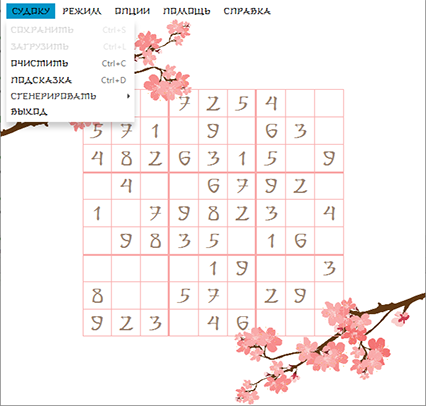 СУДОКУ РЕЖИМ ОПЦИИ ПОМОЩЬ СПРАВКА
СОХРАНИТЬ Ctrl+S
ЗАГРУЗИТЬ Ctrl+L
ОЧИСТИТЬ Ctrl+C
ПОДСКАЗКА Ctrl+D
СГЕНЕРИРОВАТЬ
ВЫХОД
7 2 5 4
5 7 1 9 6 3
4 8 2 6 3 1 5 9
4 6 7 9 2
1 7 9 8 2 3 4
9 8 3 5 1 6
1 9 3
8 5 7 2 9
9 2 3 4 6